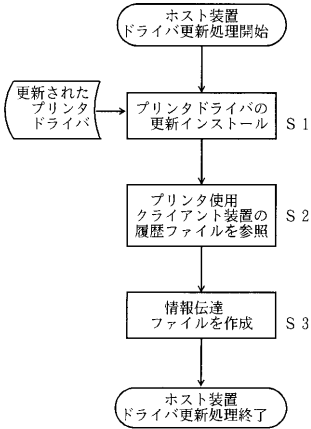 ホスト装置
ドライバ更新処理開始
更新された
プリンタ
ドライバ
プリンタドライバの
更新インストール
S1
プリンタ使用
クライアント装置の
履歴ファイルを参照
S2
情報伝達
ファイルを作成
S3
ホスト装置
ドライバ更新処理終了